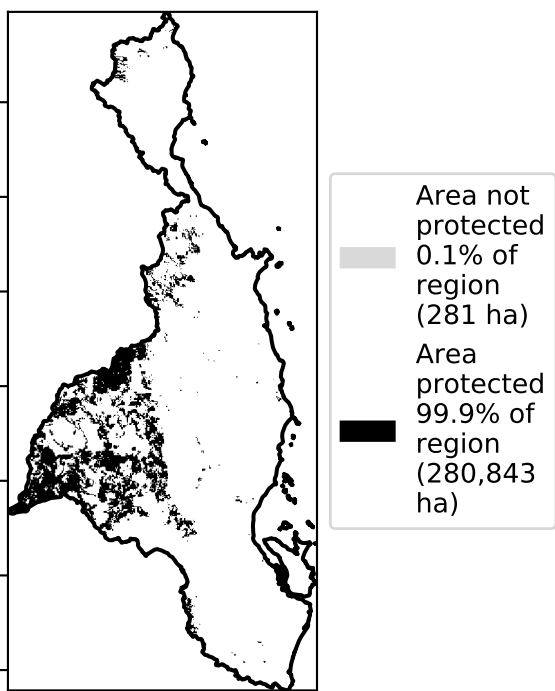 Area not
protected
0.1% of
region
(281 ha)
Area
protected
99.9% of
region
(280,843
ha)